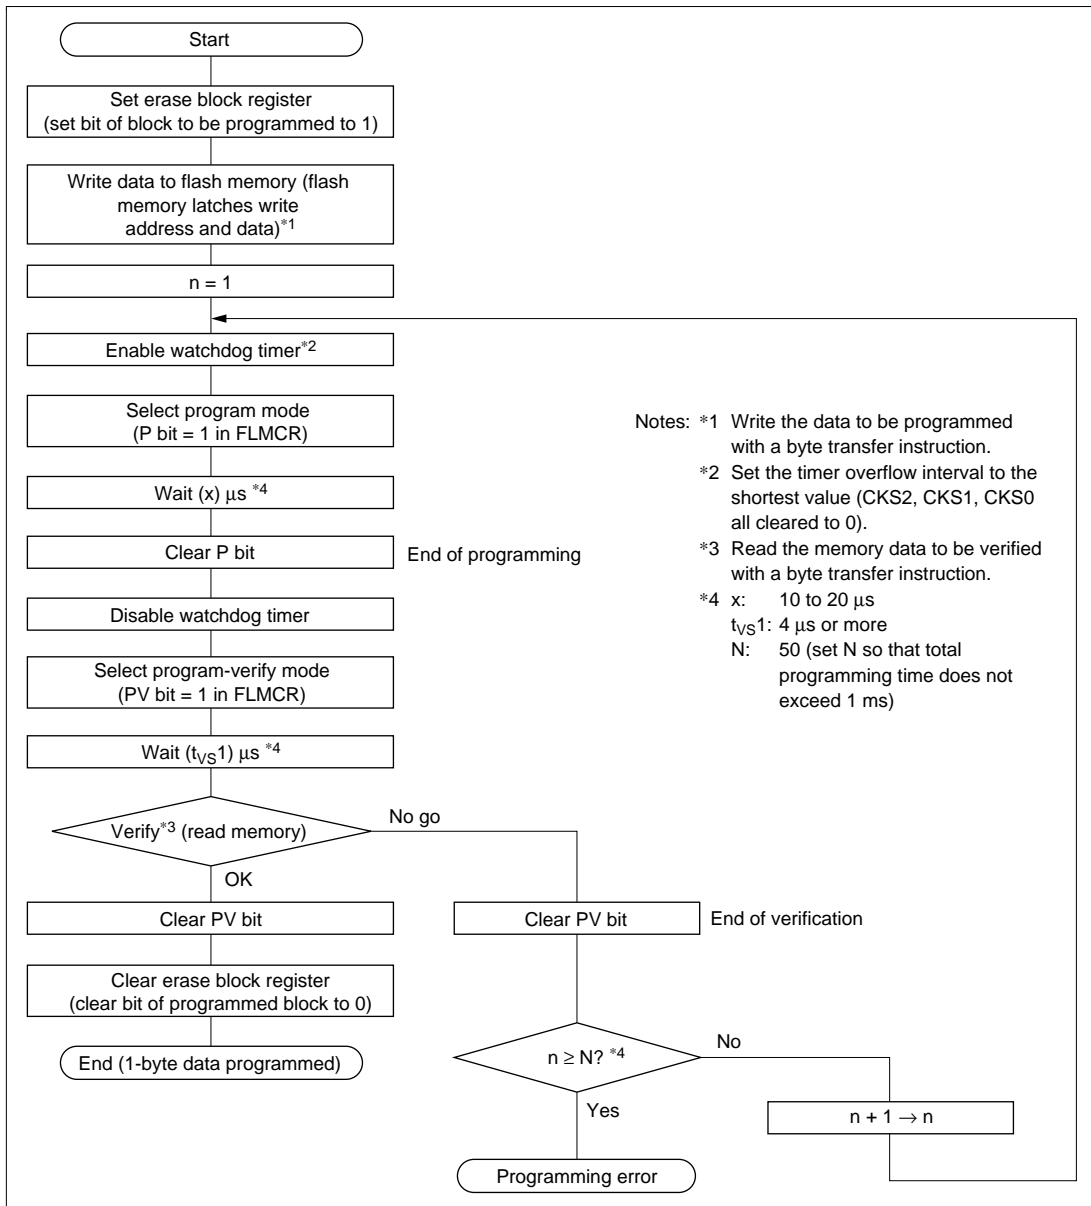 Start
Set erase block register
(set bit of block to be programmed to 1)
Write data to flash memory (flash
memory latches write
address and data)*1
n = 1
Enable watchdog timer*2
Select program mode
(P bit = 1 in FLMCR)
Wait (x) μs *4
Clear P bit
End of programming
Disable watchdog timer
Select program-verify mode
(PV bit = 1 in FLMCR)
Wait (tVS1) μs *4
Verify*3 (read memory)
No go
OK
Clear PV bit
Clear erase block register
(clear bit of programmed block to 0)
End (1-byte data programmed)
Clear PV bit
End of verification
n ≥ N? *4
No
Yes
n + 1 → n
Programming error
Notes: *1 Write the data to be programmed
with a byte transfer instruction.
*2 Set the timer overflow interval to the
shortest value (CKS2, CKS1, CKS0
all cleared to 0).
*3 Read the memory data to be verified
with a byte transfer instruction.
*4 x: 10 to 20 μs
tVS1: 4 μs or more
N: 50 (set N so that total
programming time does not
exceed 1 ms)